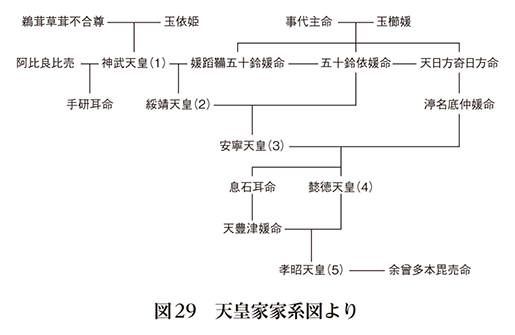 鵜茸草茸不合尊 玉依姫 事代主命 玉櫛媛
阿比良比売 神武天皇(1) 媛蹈鞴五十鈴媛命 五十鈴依媛命 天日方奇日方命
手研耳命 綏靖天皇(2) 渟名底仲媛命
安寧天皇(3)
息石耳命 懿徳天皇(4)
天豊津媛命
孝昭天皇(5) 余曾多本毘売命
図29 天皇家家系図より